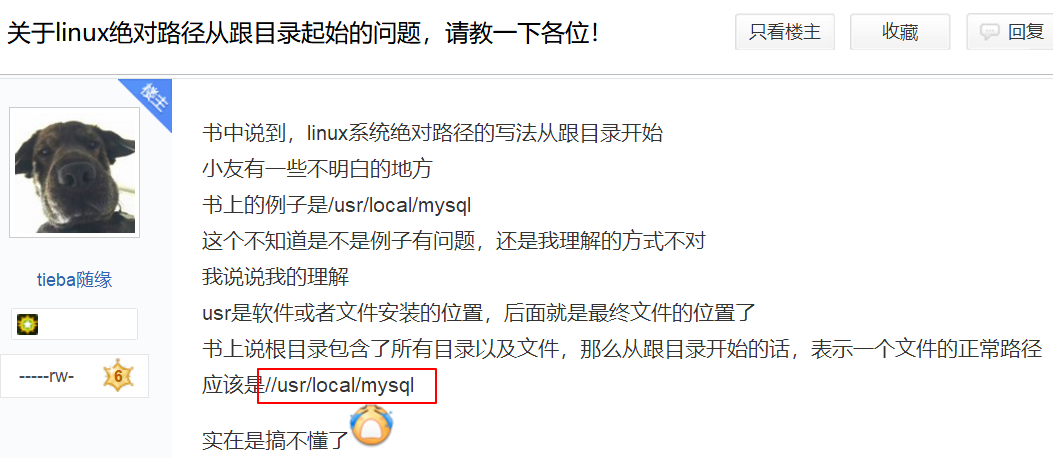 关于linux绝对路径从跟目录起始的问题，请教一下各位！
只看楼主
收藏
回复
楼主
书中说到，linux系统绝对路径的写法从跟目录开始
小友有一些不明白的地方
书上的例子是/usr/local/mysql
这个不知道是不是例子有问题，还是我理解的方式不对
我说说我的理解
usr是软件或者文件安装的位置，后面就是最终文件的位置了
书上说根目录包含了所有目录以及文件，那么从跟目录开始的话，表示一个文件的正常路径
应该是//usr/local/mysql
实在是搞不懂了
tieba随缘
-----rw-
6